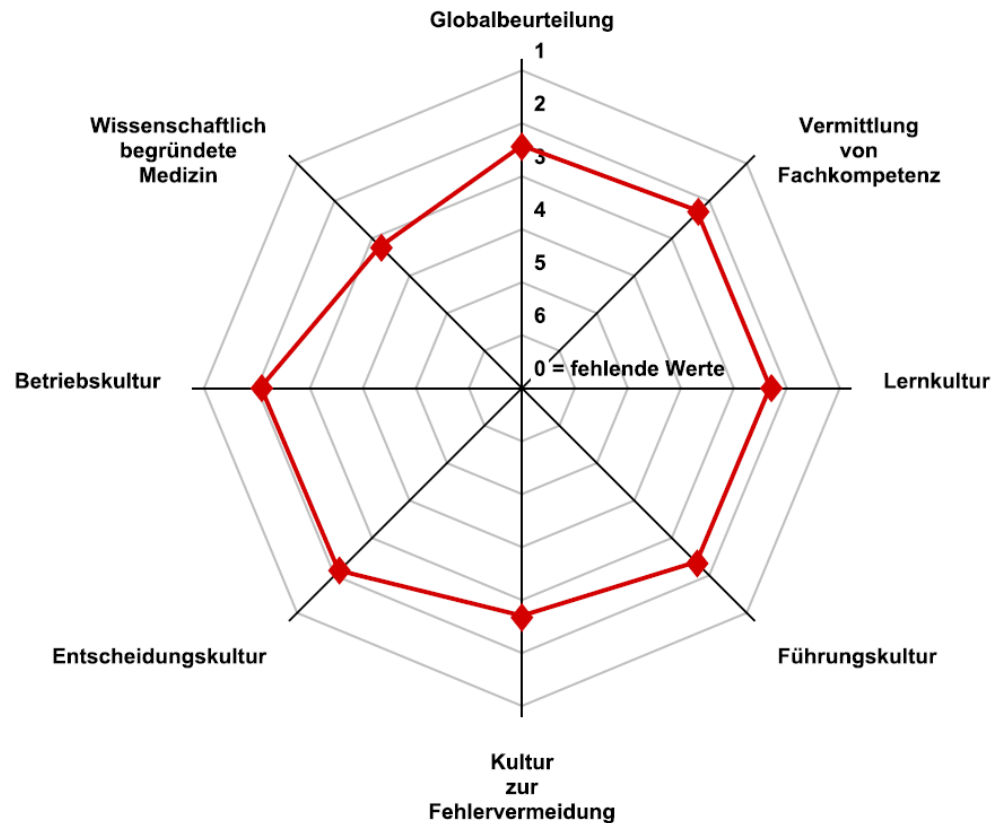 Globalbeurteilung
1
2
3
4
5
6
0 = fehlende Werte
Vermittlung
von
Fachkompetenz
Lernkultur
Führungskultur
Kultur
zur
Fehlervermeidung
Entscheidungskultur
Betriebskultur
Wissenschaftlich
begründete
Medizin